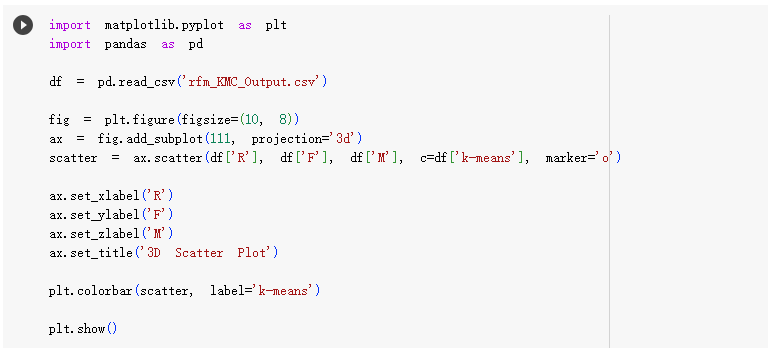 import matplotlib.pyplot as plt
import pandas as pd
df = pd.read_csv('rfm_KMC_Output.csv')
fig = plt.figure(figsize=(10, 8))
ax = fig.add_subplot(111, projection='3d')
scatter = ax.scatter(df['R'], df['F'], df['M'], c=df['k-means'], marker='o')
ax.set_xlabel('R')
ax.set_ylabel('F')
ax.set_zlabel('M')
ax.set_title('3D Scatter Plot')
plt.colorbar(scatter, label='k-means')
plt.show()